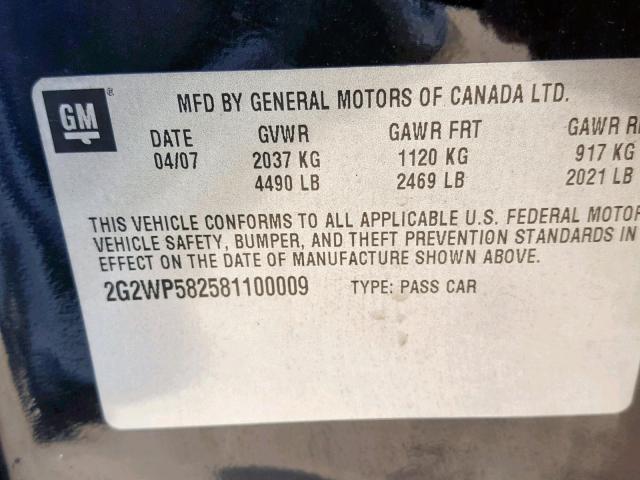 GM ®
MFD BY GENERAL MOTORS OF CANADA LTD.
DATE GVWR GAWR FRT GAWR
04/07 2037 KG 1120 KG 917 KG
4490 LB 2469 LB 2021 LB
THIS VEHICLE CONFORMS TO ALL APPLICABLE U.S. FEDERAL MOTOR
VEHICLE SAFETY, BUMPER, AND THEFT PREVENTION STANDARDS IN
EFFECT ON THE DATE OF MANUFACTURE SHOWN ABOVE.
2G2WP582581100009 TYPE: PASS CAR